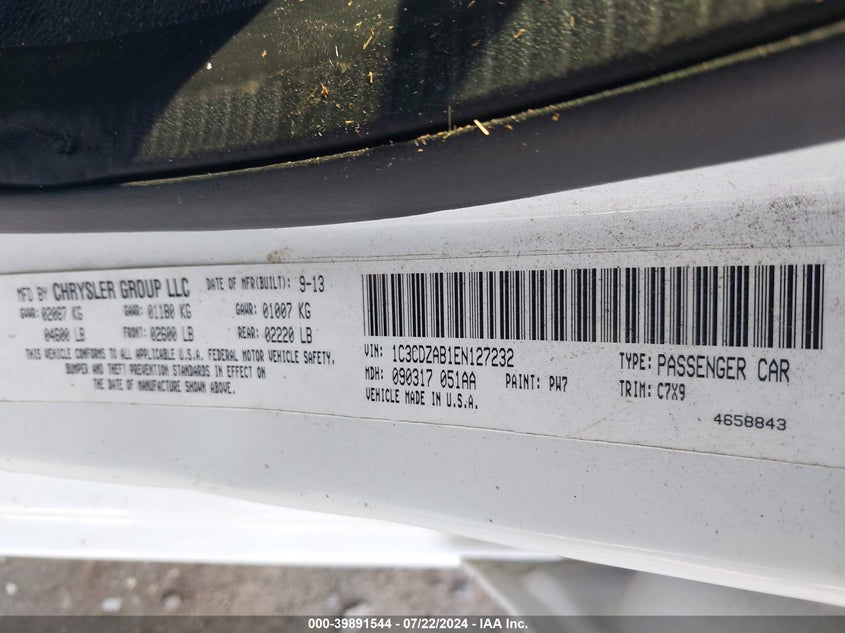 MFD BY CHRYSLER GROUP LLC DATE OF MFR(BUILT): 9-13
GVWR: 02087 KG GAWR: 01180 KG GAWR: 01007 KG
04600 LB FRONT: 02600 LB REAR: 02220 LB
THIS VEHICLE CONFORMS TO ALL APPLICABLE U.S.A. FEDERAL MOTOR VEHICLE SAFETY,
BUMPER AND THEFT PREVENTION STANDARDS IN EFFECT ON
THE DATE OF MANUFACTURE SHOWN ABOVE.
VIN: 1C3CDZAB1EN127232 TYPE: PASSENGER CAR
MDH: 090317 051AA PAINT: PW7 TRIM: C7X9
VEHICLE MADE IN U.S.A. 4658843
000-39891544 - 07/22/2024 - IAA Inc.